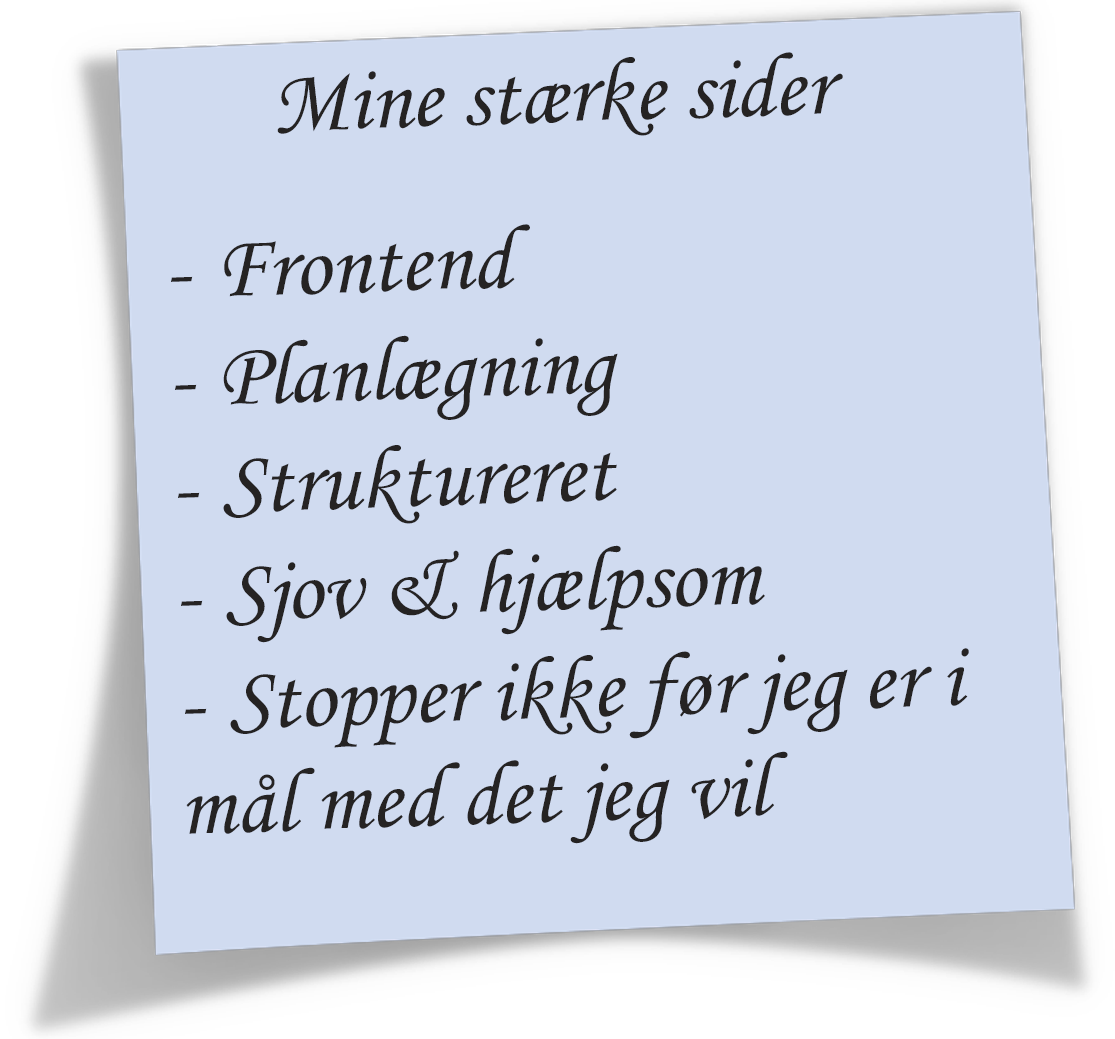 Mine stærke sider
- Frontend
- Planlægning
- Struktureret
- Sjov & hjælpsom
- Stopper ikke før jeg er i
mål med det jeg vil